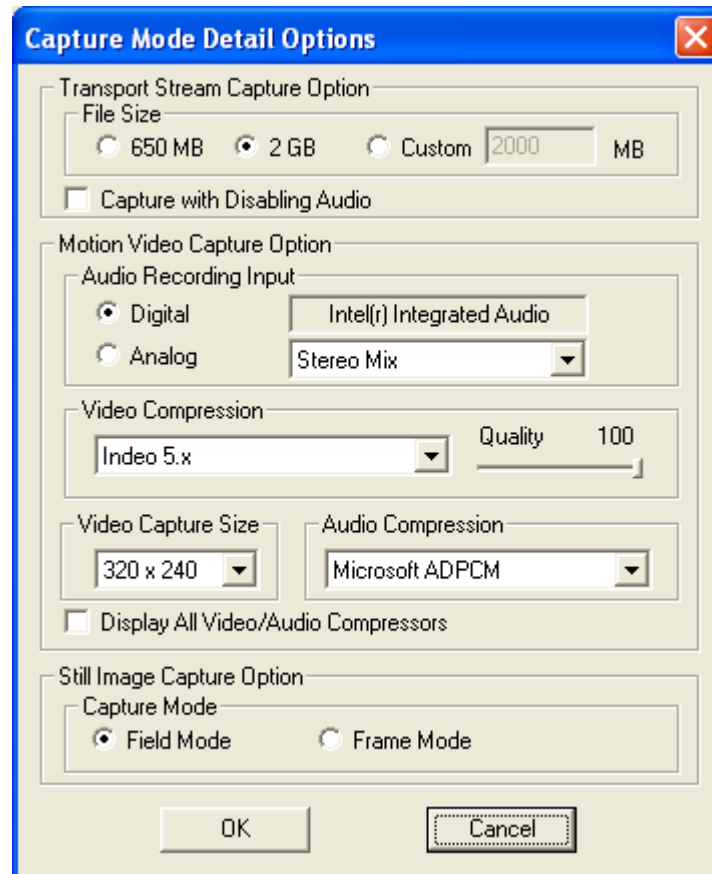 Capture Mode Detail Options
Transport Stream Capture Option
File Size
650 MB 2 GB Custom 2000 MB
Capture with Disabling Audio
Motion Video Capture Option
Audio Recording Input
Digital Intel(r) Integrated Audio
Analog Stereo Mix
Video Compression
Indeo 5.x Quality 100
Video Capture Size Audio Compression
320 x 240 Microsoft ADPCM
Display All Video/Audio Compressors
Still Image Capture Option
Capture Mode
Field Mode Frame Mode
OK Cancel